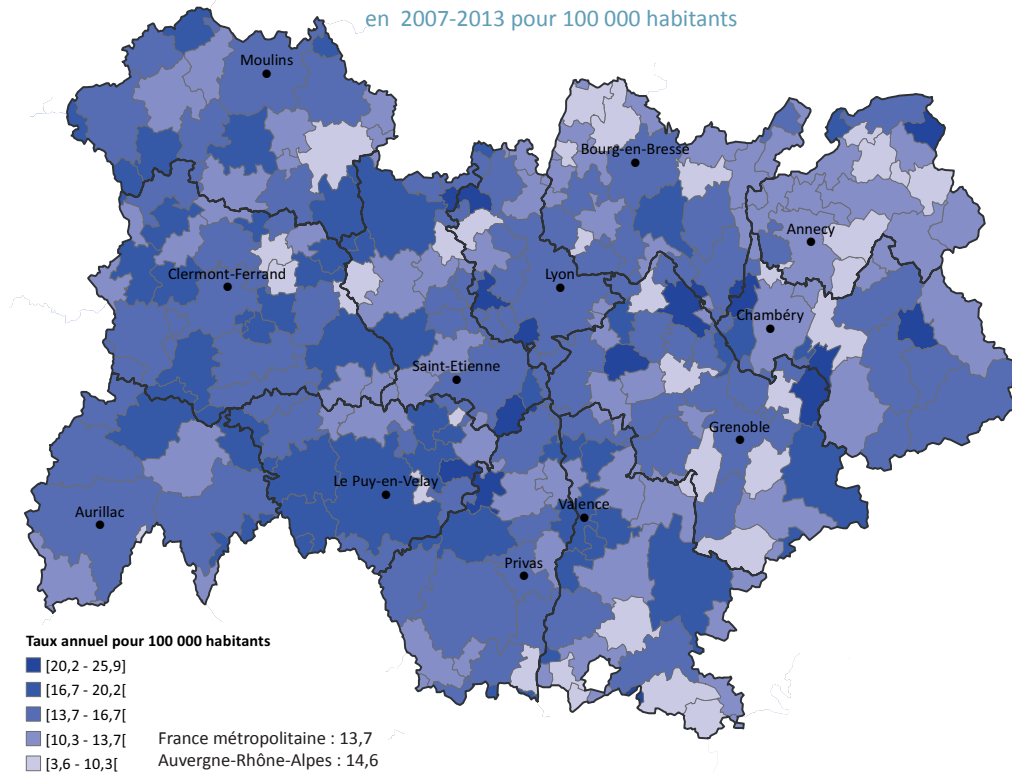 en 2007-2013 pour 100 000 habitants
Moulins
Bourg-en-Bresse
Annecy
Clermont-Ferrand
Lyon
Chambéry
Saint-Etienne
Grenoble
Le Puy-en-Velay
Aurillac
Valence
Privas
Taux annuel pour 100 000 habitants
[20,2 - 25,9]
[16,7 - 20,2[
[13,7 - 16,7[
[10,3 - 13,7[
[3,6 - 10,3[
France métropolitaine : 13,7
Auvergne-Rhône-Alpes : 14,6